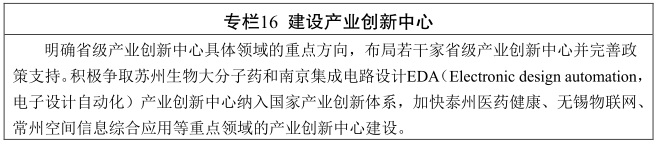 专栏16 建设产业创新中心
明确省级产业创新中心具体领域的重点方向，布局若干家省级产业创新中心并完善政
策支持。积极争取苏州生物大分子药和南京集成电路设计EDA（Electronic design automation，
电子设计自动化）产业创新中心纳入国家产业创新体系，加快泰州医药健康、无锡物联网、
常州空间信息综合应用等重点领域的产业创新中心建设。